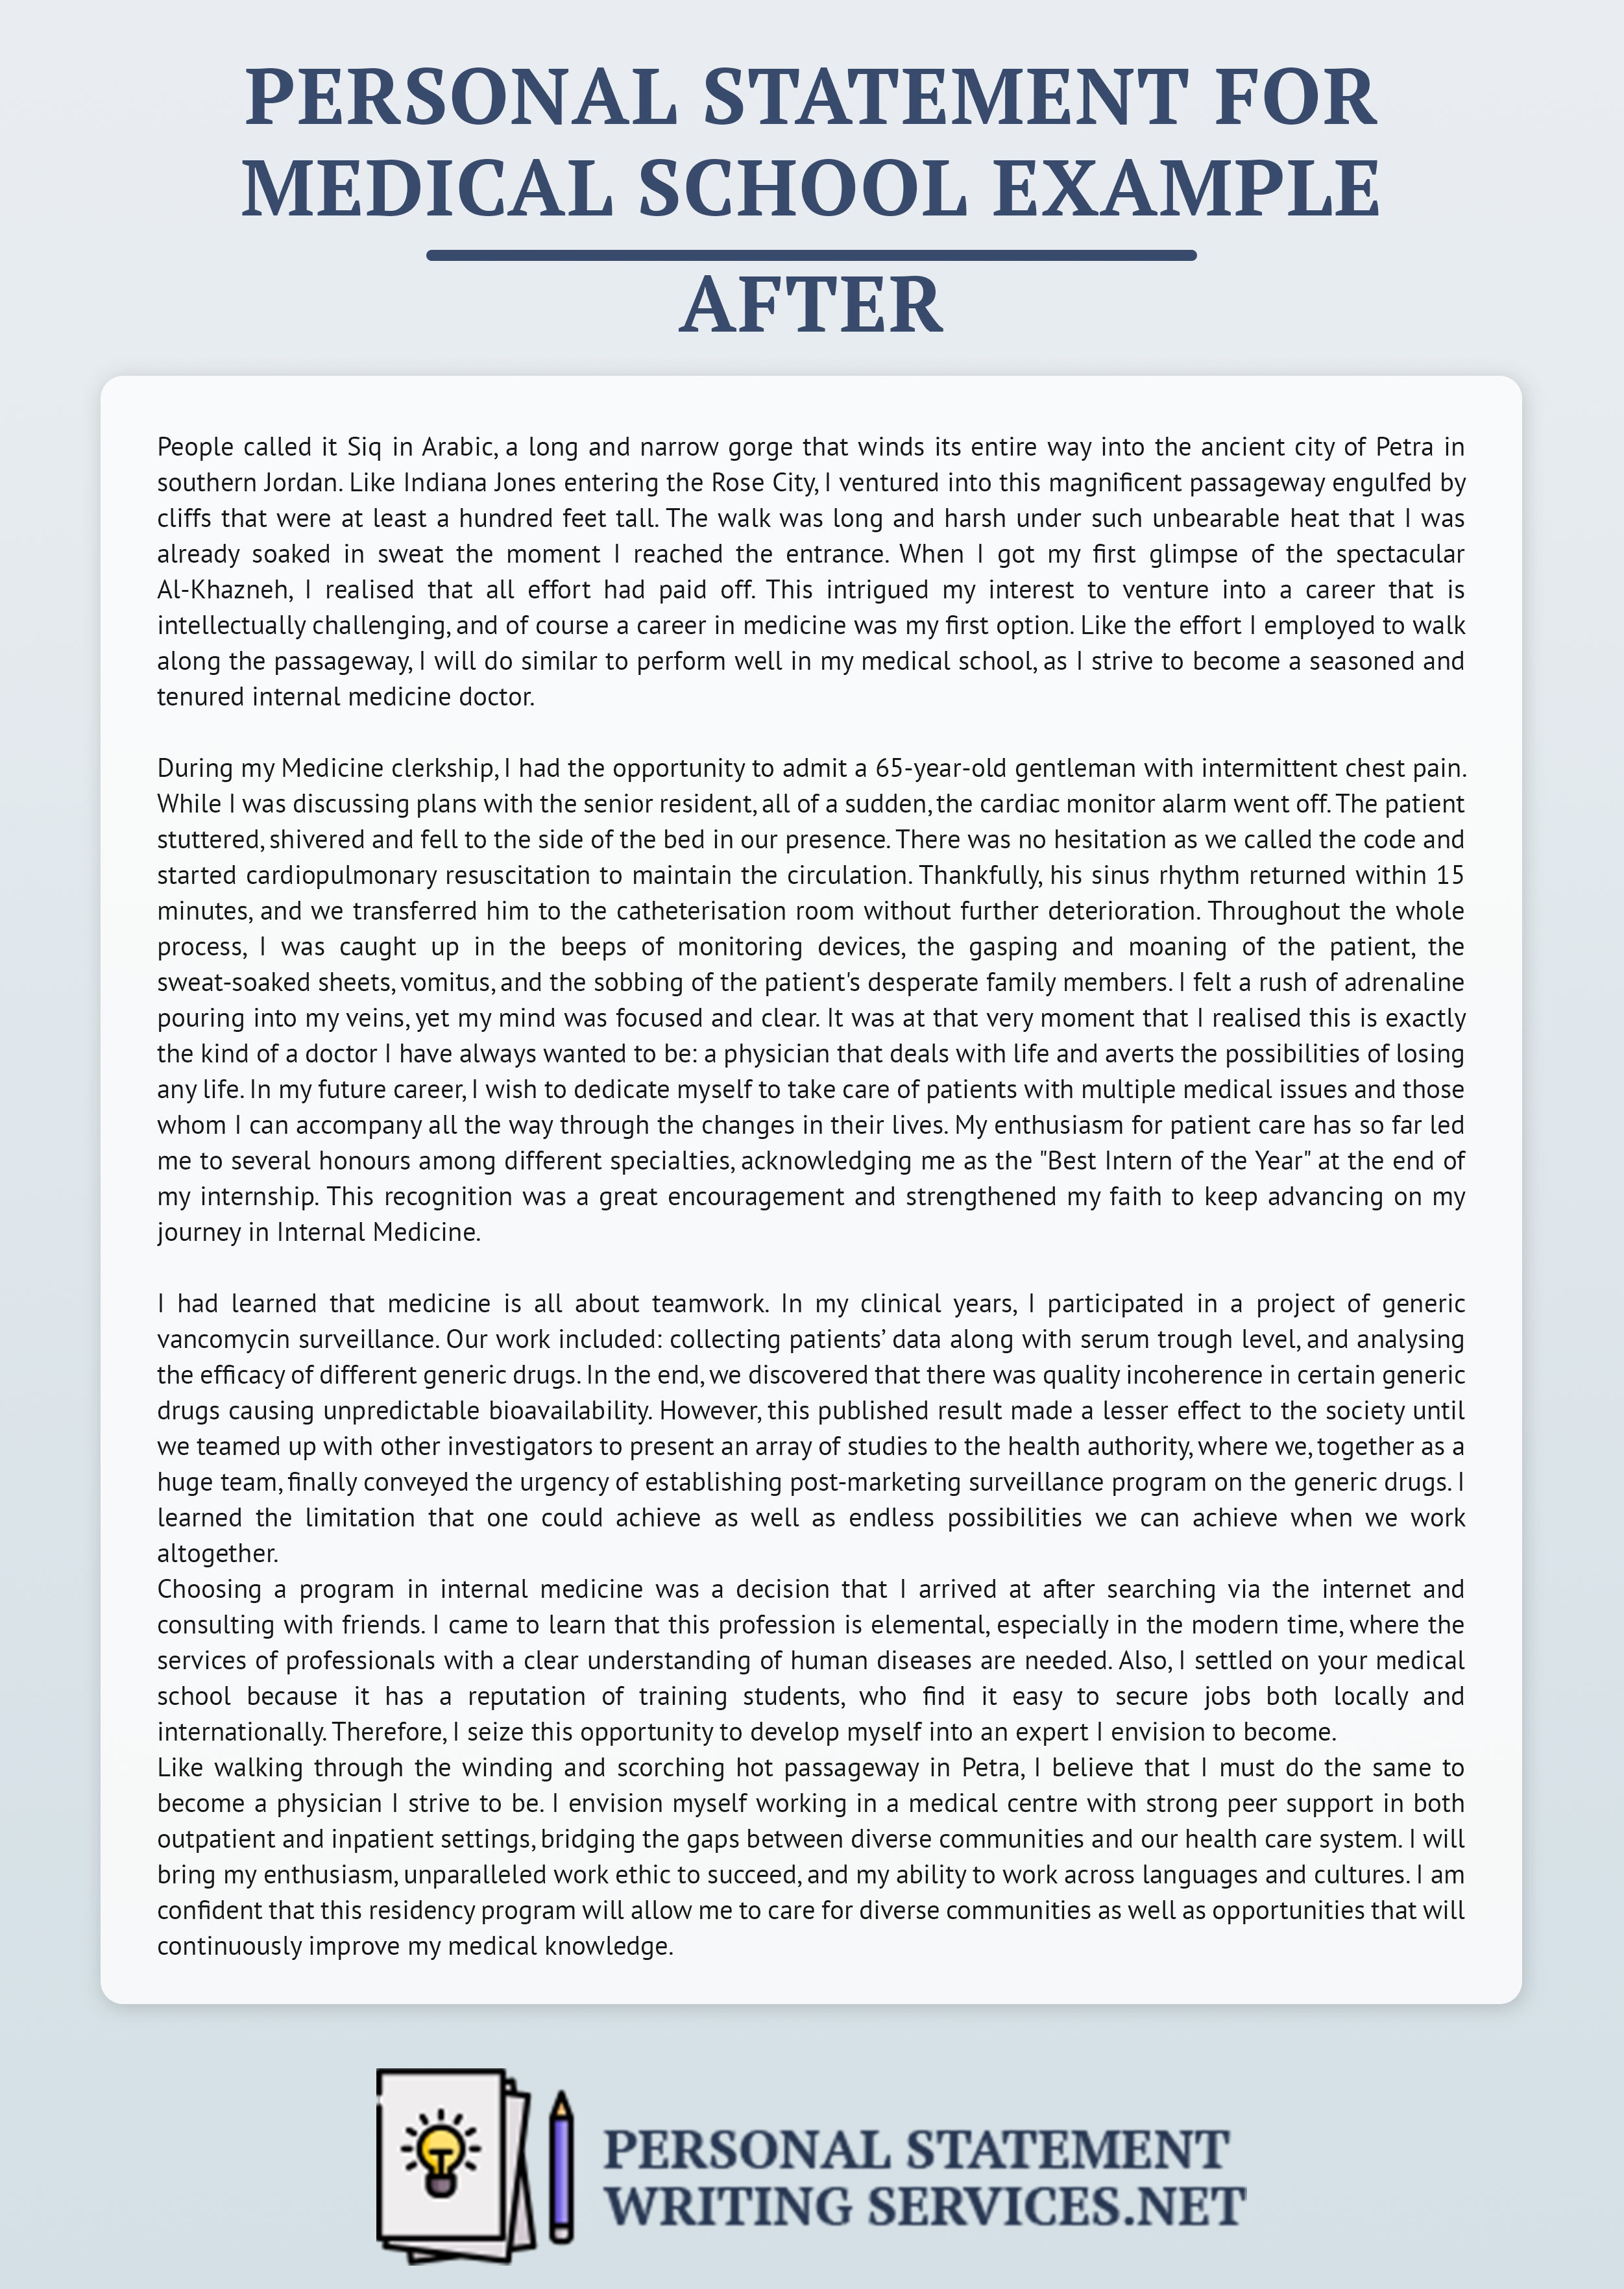 PERSONAL STATEMENT FOR
MEDICAL SCHOOL EXAMPLE
AFTER
People called it Siq in Arabic, a long and narrow gorge that winds its entire way into the ancient city of Petra in
southern Jordan. Like Indiana Jones entering the Rose City, I ventured into this magnificent passageway engulfed by
cliffs that were at least a hundred feet tall. The walk was long and harsh under such unbearable heat that I was
already soaked in sweat the moment I reached the entrance. When I got my first glimpse of the spectacular
Al-Khazneh, I realised that all effort had paid off. This intrigued my interest to venture into a career that is
intellectually challenging, and of course a career in medicine was my first option. Like the effort I employed to walk
along the passageway, I will do similar to perform well in my medical school, as I strive to become a seasoned and
tenured internal medicine doctor.
During my Medicine clerkship, I had the opportunity to admit a 65-year-old gentleman with intermittent chest pain.
While I was discussing plans with the senior resident, all of a sudden, the cardiac monitor alarm went off. The patient
stuttered, shivered and fell to the side of the bed in our presence. There was no hesitation as we called the code and
started cardiopulmonary resuscitation to maintain the circulation. Thankfully, his sinus rhythm returned within 15
minutes, and we transferred him to the catheterisation room without further deterioration. Throughout the whole
process, I was caught up in the beeps of monitoring devices, the gasping and moaning of the patient, the
sweat-soaked sheets, vomitus, and the sobbing of the patient's desperate family members. I felt a rush of adrenaline
pouring into my veins, yet my mind was focused and clear. It was at that very moment that I realised this is exactly
the kind of a doctor I have always wanted to be: a physician that deals with life and averts the possibilities of losing
any life. In my future career, I wish to dedicate myself to take care of patients with multiple medical issues and those
whom I can accompany all the way through the changes in their lives. My enthusiasm for patient care has so far led
me to several honours among different specialties, acknowledging me as the "Best Intern of the Year" at the end of
my internship. This recognition was a great encouragement and strengthened my faith to keep advancing on my
journey in Internal Medicine.
I had learned that medicine is all about teamwork. In my clinical years, I participated in a project of generic
vancomycin surveillance. Our work included: collecting patients’ data along with serum trough level, and analysing
the efficacy of different generic drugs. In the end, we discovered that there was quality incoherence in certain generic
drugs causing unpredictable bioavailability. However, this published result made a lesser effect to the society until
we teamed up with other investigators to present an array of studies to the health authority, where we, together as a
huge team, finally conveyed the urgency of establishing post-marketing surveillance program on the generic drugs. I
learned the limitation that one could achieve as well as endless possibilities we can achieve when we work
altogether.
Choosing a program in internal medicine was a decision that I arrived at after searching via the internet and
consulting with friends. I came to learn that this profession is elemental, especially in the modern time, where the
services of professionals with a clear understanding of human diseases are needed. Also, I settled on your medical
school because it has a reputation of training students, who find it easy to secure jobs both locally and
internationally. Therefore, I seize this opportunity to develop myself into an expert I envision to become.
Like walking through the winding and scorching hot passageway in Petra, I believe that I must do the same to
become a physician I strive to be. I envision myself working in a medical centre with strong peer support in both
outpatient and inpatient settings, bridging the gaps between diverse communities and our health care system. I will
bring my enthusiasm, unparalleled work ethic to succeed, and my ability to work across languages and cultures. I am
confident that this residency program will allow me to care for diverse communities as well as opportunities that will
continuously improve my medical knowledge.
PERSONAL STATEMENT
WRITING SERVICES.NET